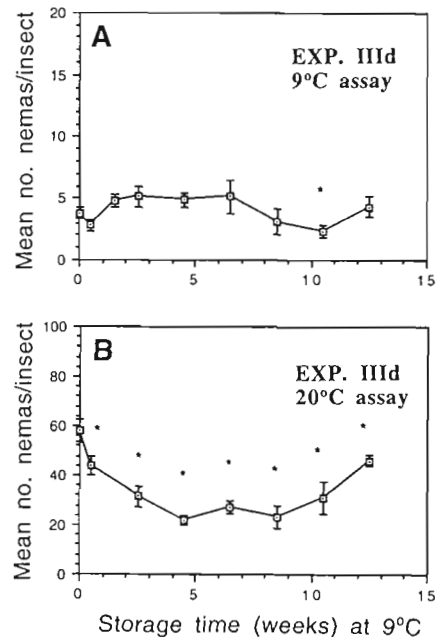 A
EXP. IIId
9°C assay
Mean no. nemas/insect
20
15
10
5
0
*
0 5 10 15
B
EXP. IIId
20°C assay
Mean no. nemas/insect
100
80
60
40
20
0
* * * * * * *
0 5 10 15
Storage time (weeks) at 9°C